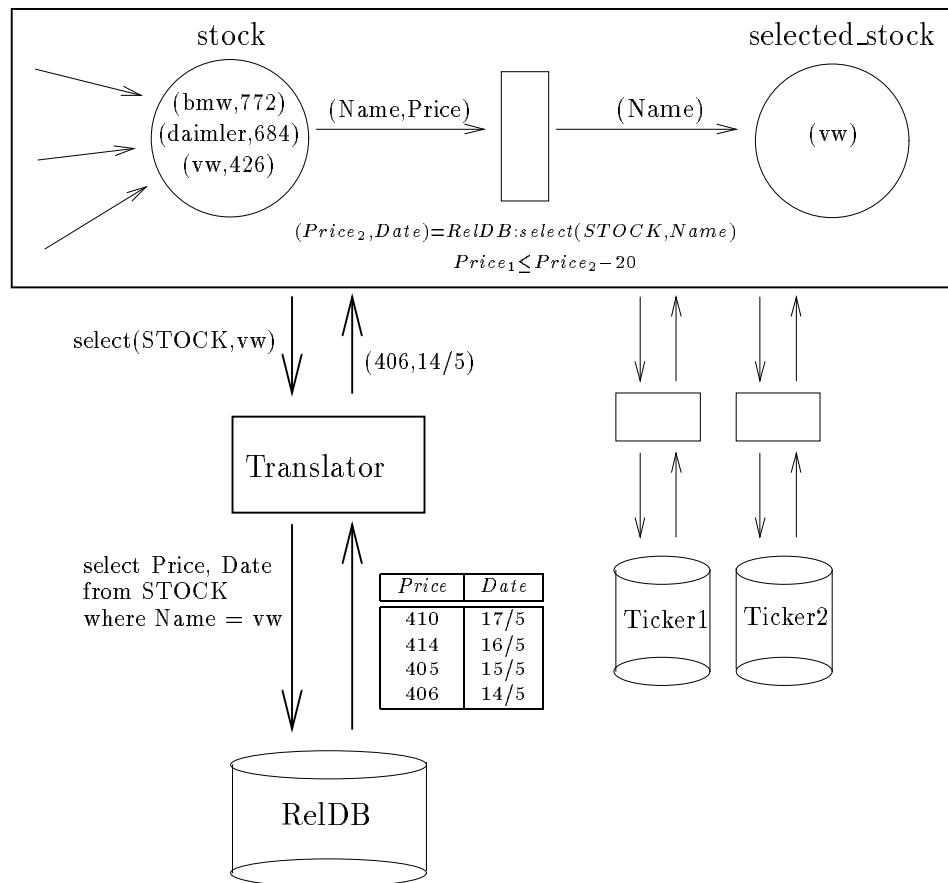 stock
selected_stock
(bmw,772)
(daimler,684)
(vw,426)
(Name,Price)
(Name)
(vw)
(Price₂,Date)=RelDB:select(STOCK,Name)
Price₁≤Price₂−20
select(STOCK,vw)
(406,14/5)
Translator
select Price, Date
from STOCK
where Name = vw
Price Date
410 17/5
414 16/5
405 15/5
406 14/5
Ticker1
Ticker2
RelDB